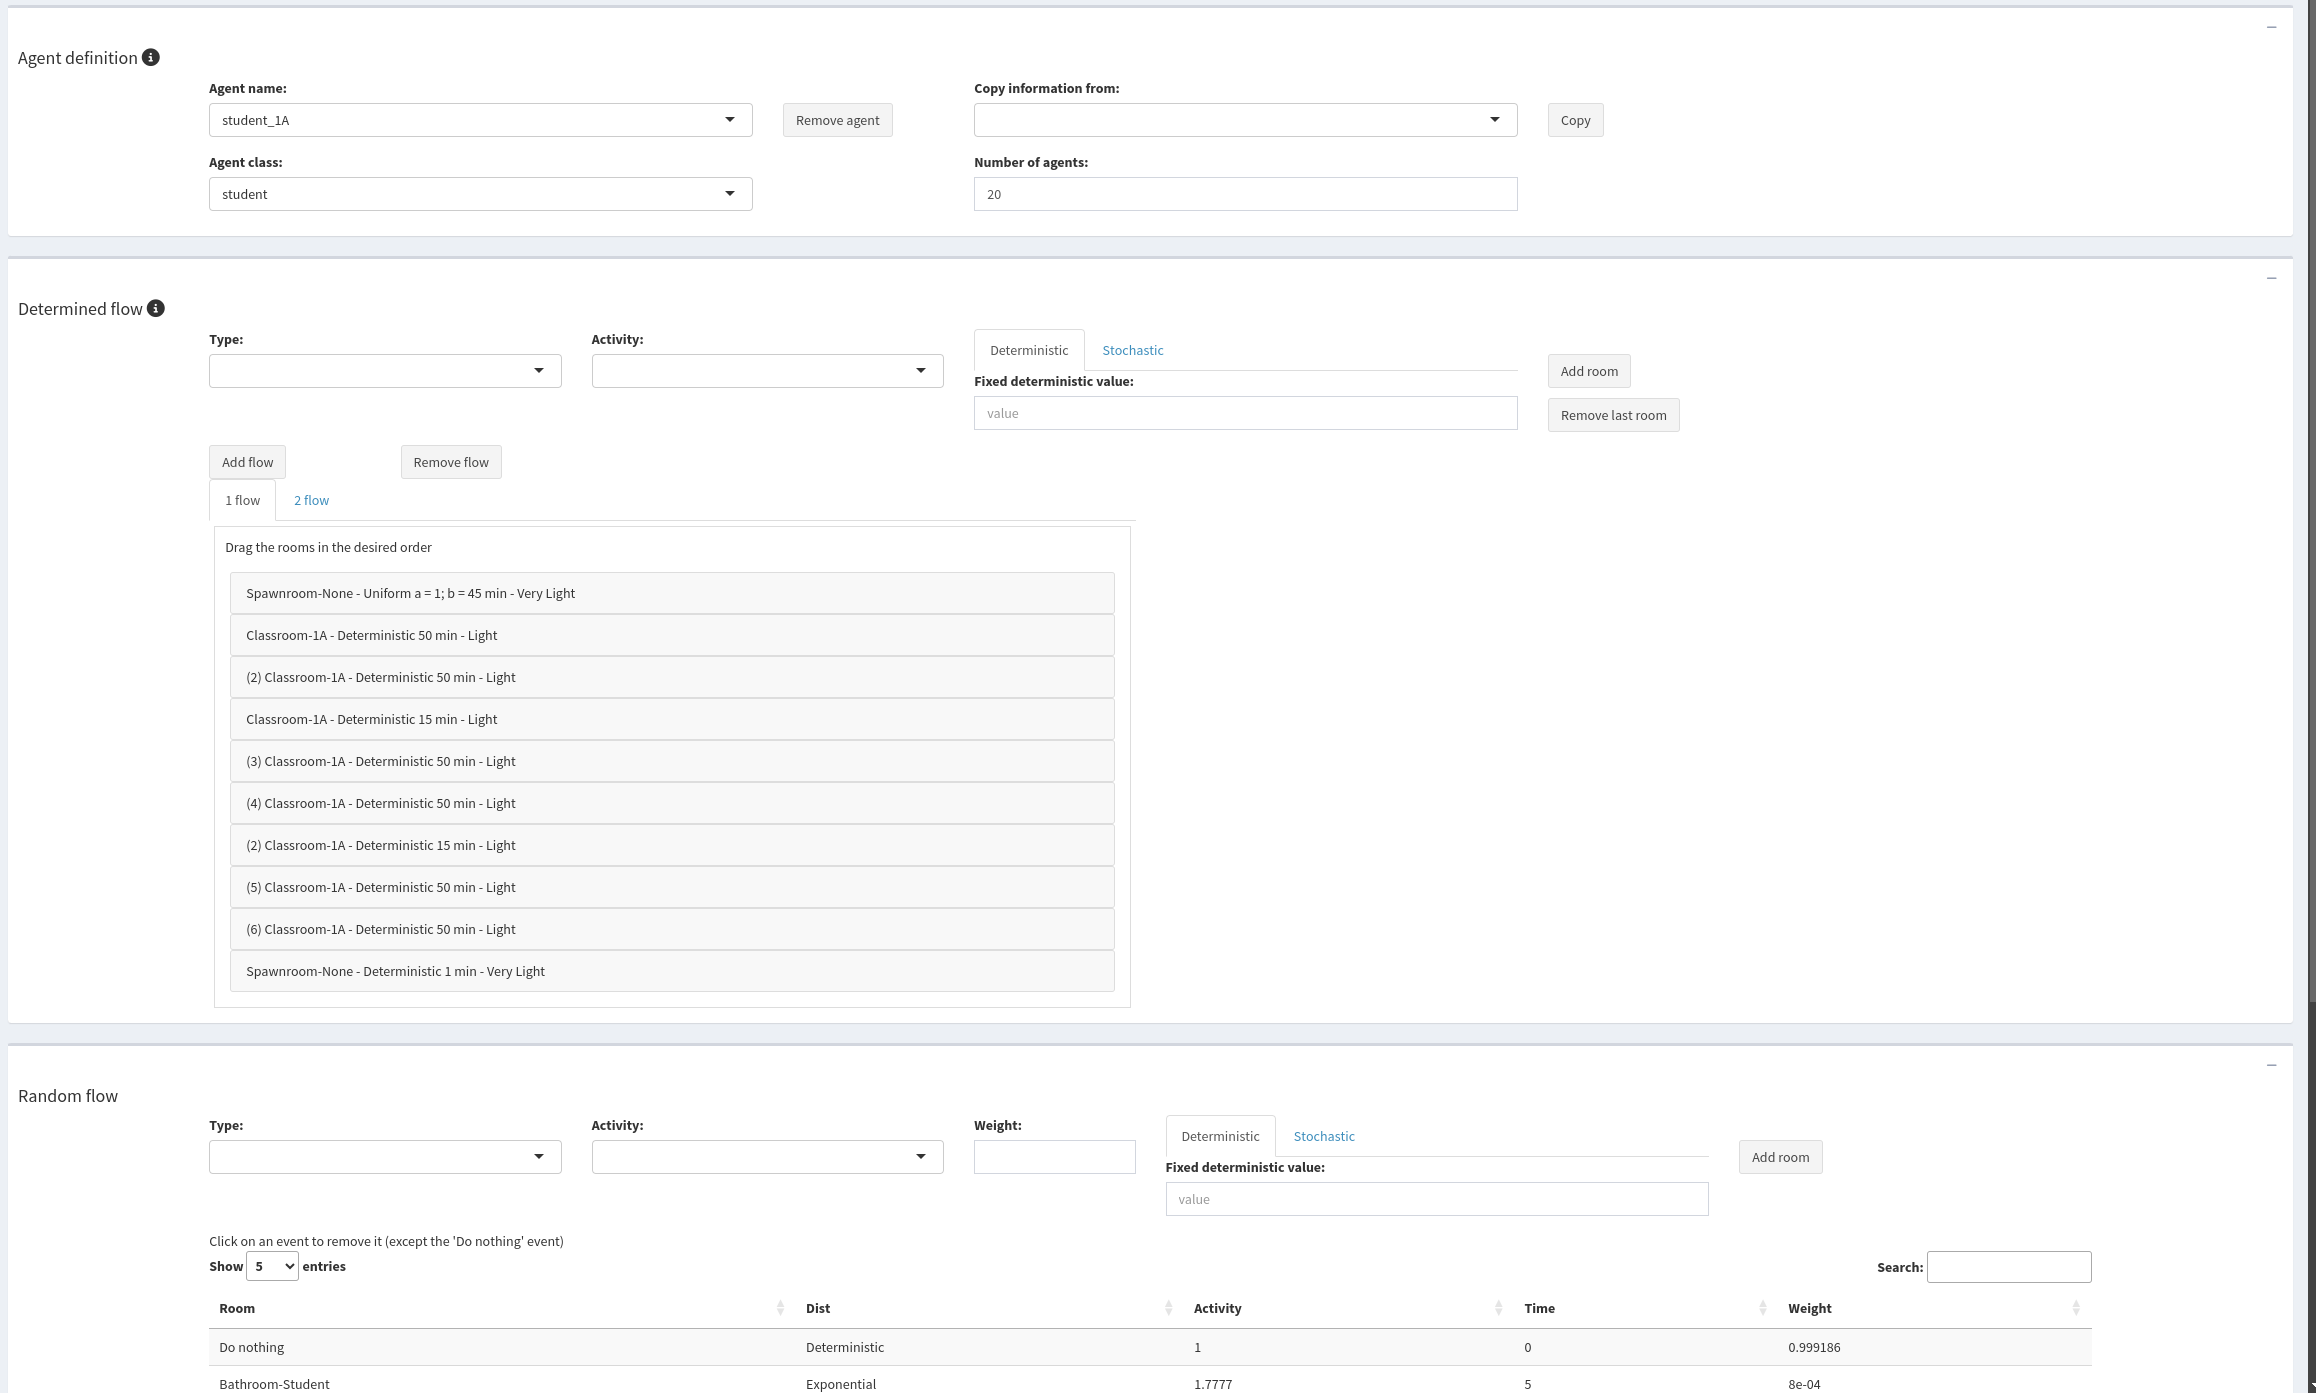 Agent definition
Agent name:
Copy information from:
student_1A
Remove agent
Copy
Agent class:
Number of agents:
student
20
Determined flow
Type:
Activity:
Deterministic
Stochastic
Fixed deterministic value:
value
Add room
Remove last room
Add flow
Remove flow
1 flow
2 flow
Drag the rooms in the desired order
Spawnroom-None - Uniform a = 1; b = 45 min - Very Light
Classroom-1A - Deterministic 50 min - Light
(2) Classroom-1A - Deterministic 50 min - Light
Classroom-1A - Deterministic 15 min - Light
(3) Classroom-1A - Deterministic 50 min - Light
(4) Classroom-1A - Deterministic 50 min - Light
(2) Classroom-1A - Deterministic 15 min - Light
(5) Classroom-1A - Deterministic 50 min - Light
(6) Classroom-1A - Deterministic 50 min - Light
Spawnroom-None - Deterministic 1 min - Very Light
Random flow
Type:
Activity:
Weight:
Deterministic
Stochastic
Fixed deterministic value:
value
Add room
Click on an event to remove it (except the 'Do nothing' event)
Show 5 entries
Search:
Room Dist Activity Time Weight
Do nothing Deterministic 1 0 0.999186
Bathroom-Student Exponential 1.7777 5 8e-04